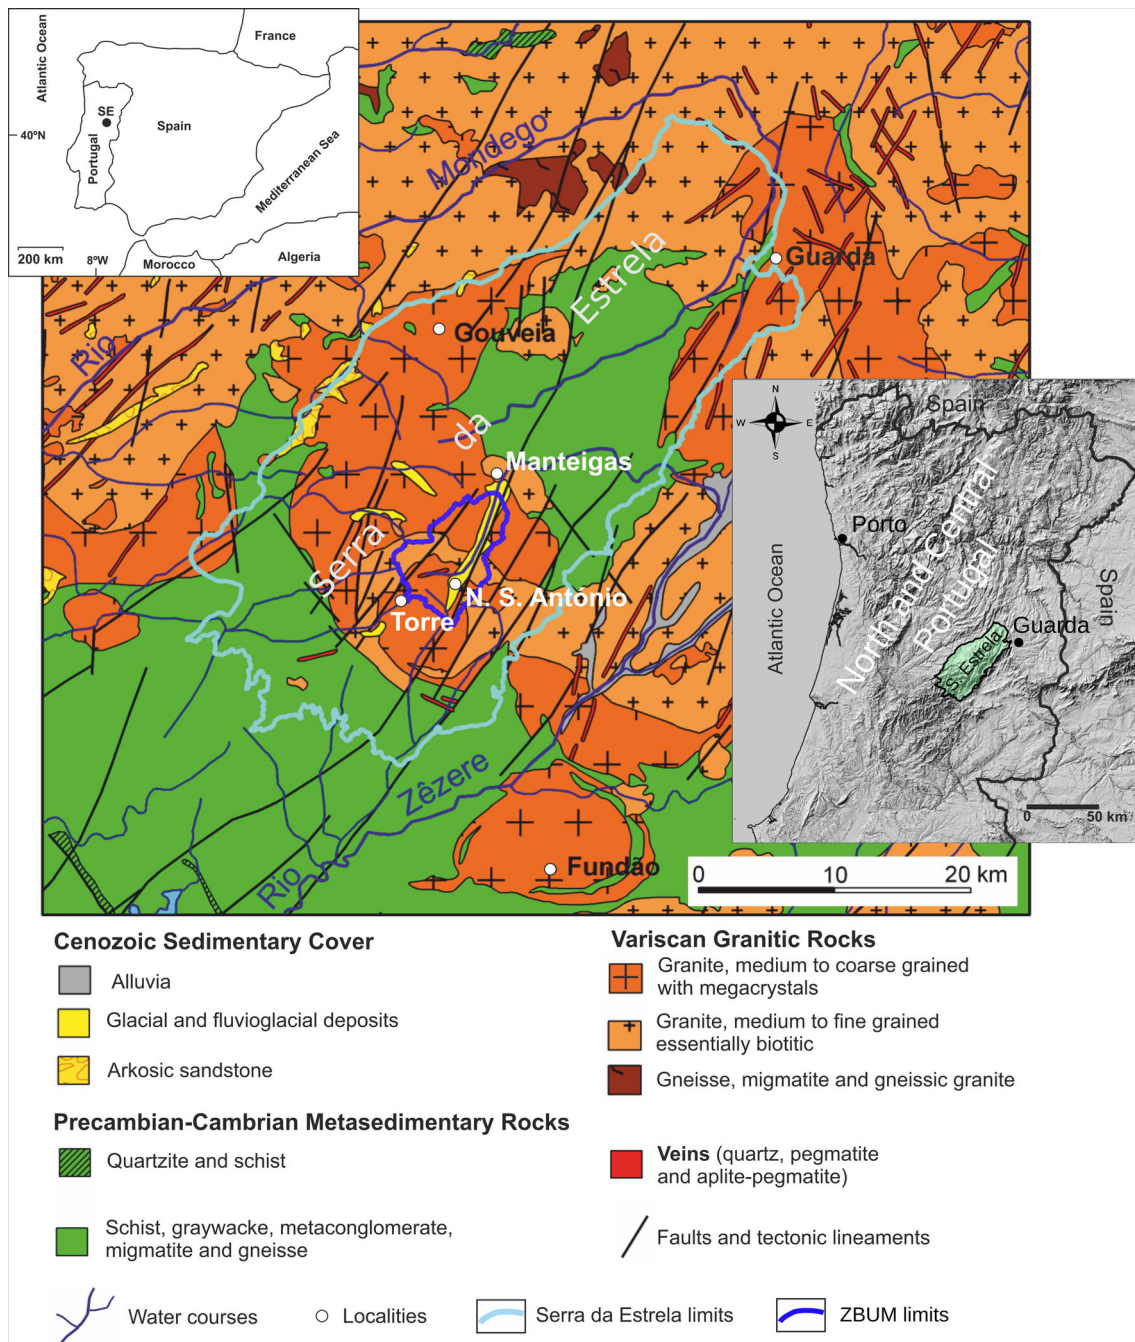 Atlantic Ocean
France
SE
Spain
Portugal
40ºN
Mediterranean Sea
200 km
8ºW
Morocco
Algeria
Mondego
Rio
Serra
da
Estrela
Guarda
Gouveia
Manteigas
N. S. António
Torre
Zêzere
Rio
Fundão
0 10 20 km
N
W E
S
Spain
Porto
North and Central
Portugal
Atlantic Ocean
Spain
Guarda
S. Estrela
0 50 km
Cenozoic Sedimentary Cover
Alluvia
Glacial and fluvioglacial deposits
Arkosic sandstone
Precambian-Cambrian Metasedimentary Rocks
Quartzite and schist
Schist, graywacke, metaconglomerate,
migmatite and gneisse
Variscan Granitic Rocks
Granite, medium to coarse grained
with megacrystals
Granite, medium to fine grained
essentially biotitic
Gneisse, migmatite and gneissic granite
Veins (quartz, pegmatite
and aplite-pegmatite)
Faults and tectonic lineaments
Water courses
Localities
Serra da Estrela limits
ZBUM limits